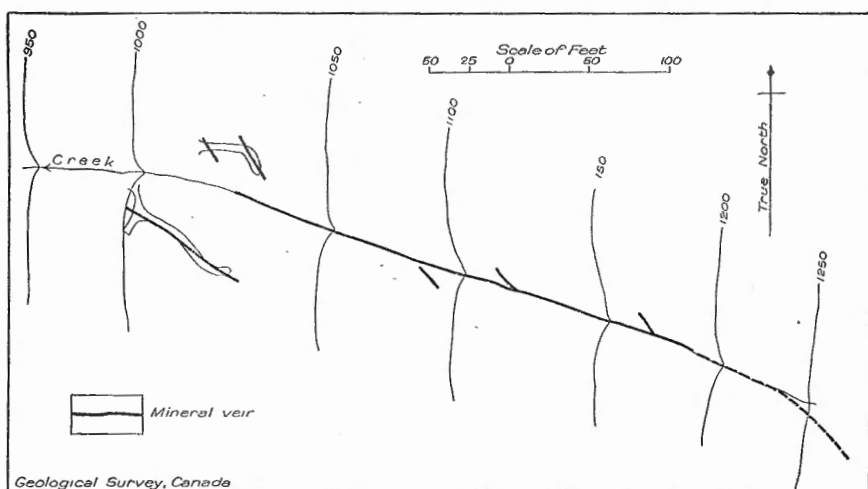 950
1000
1050
1100
150
1200
1250
Scale of Feet
50 25 0 50 100
True North
Creek
Mineral veir
Geological Survey, Canada